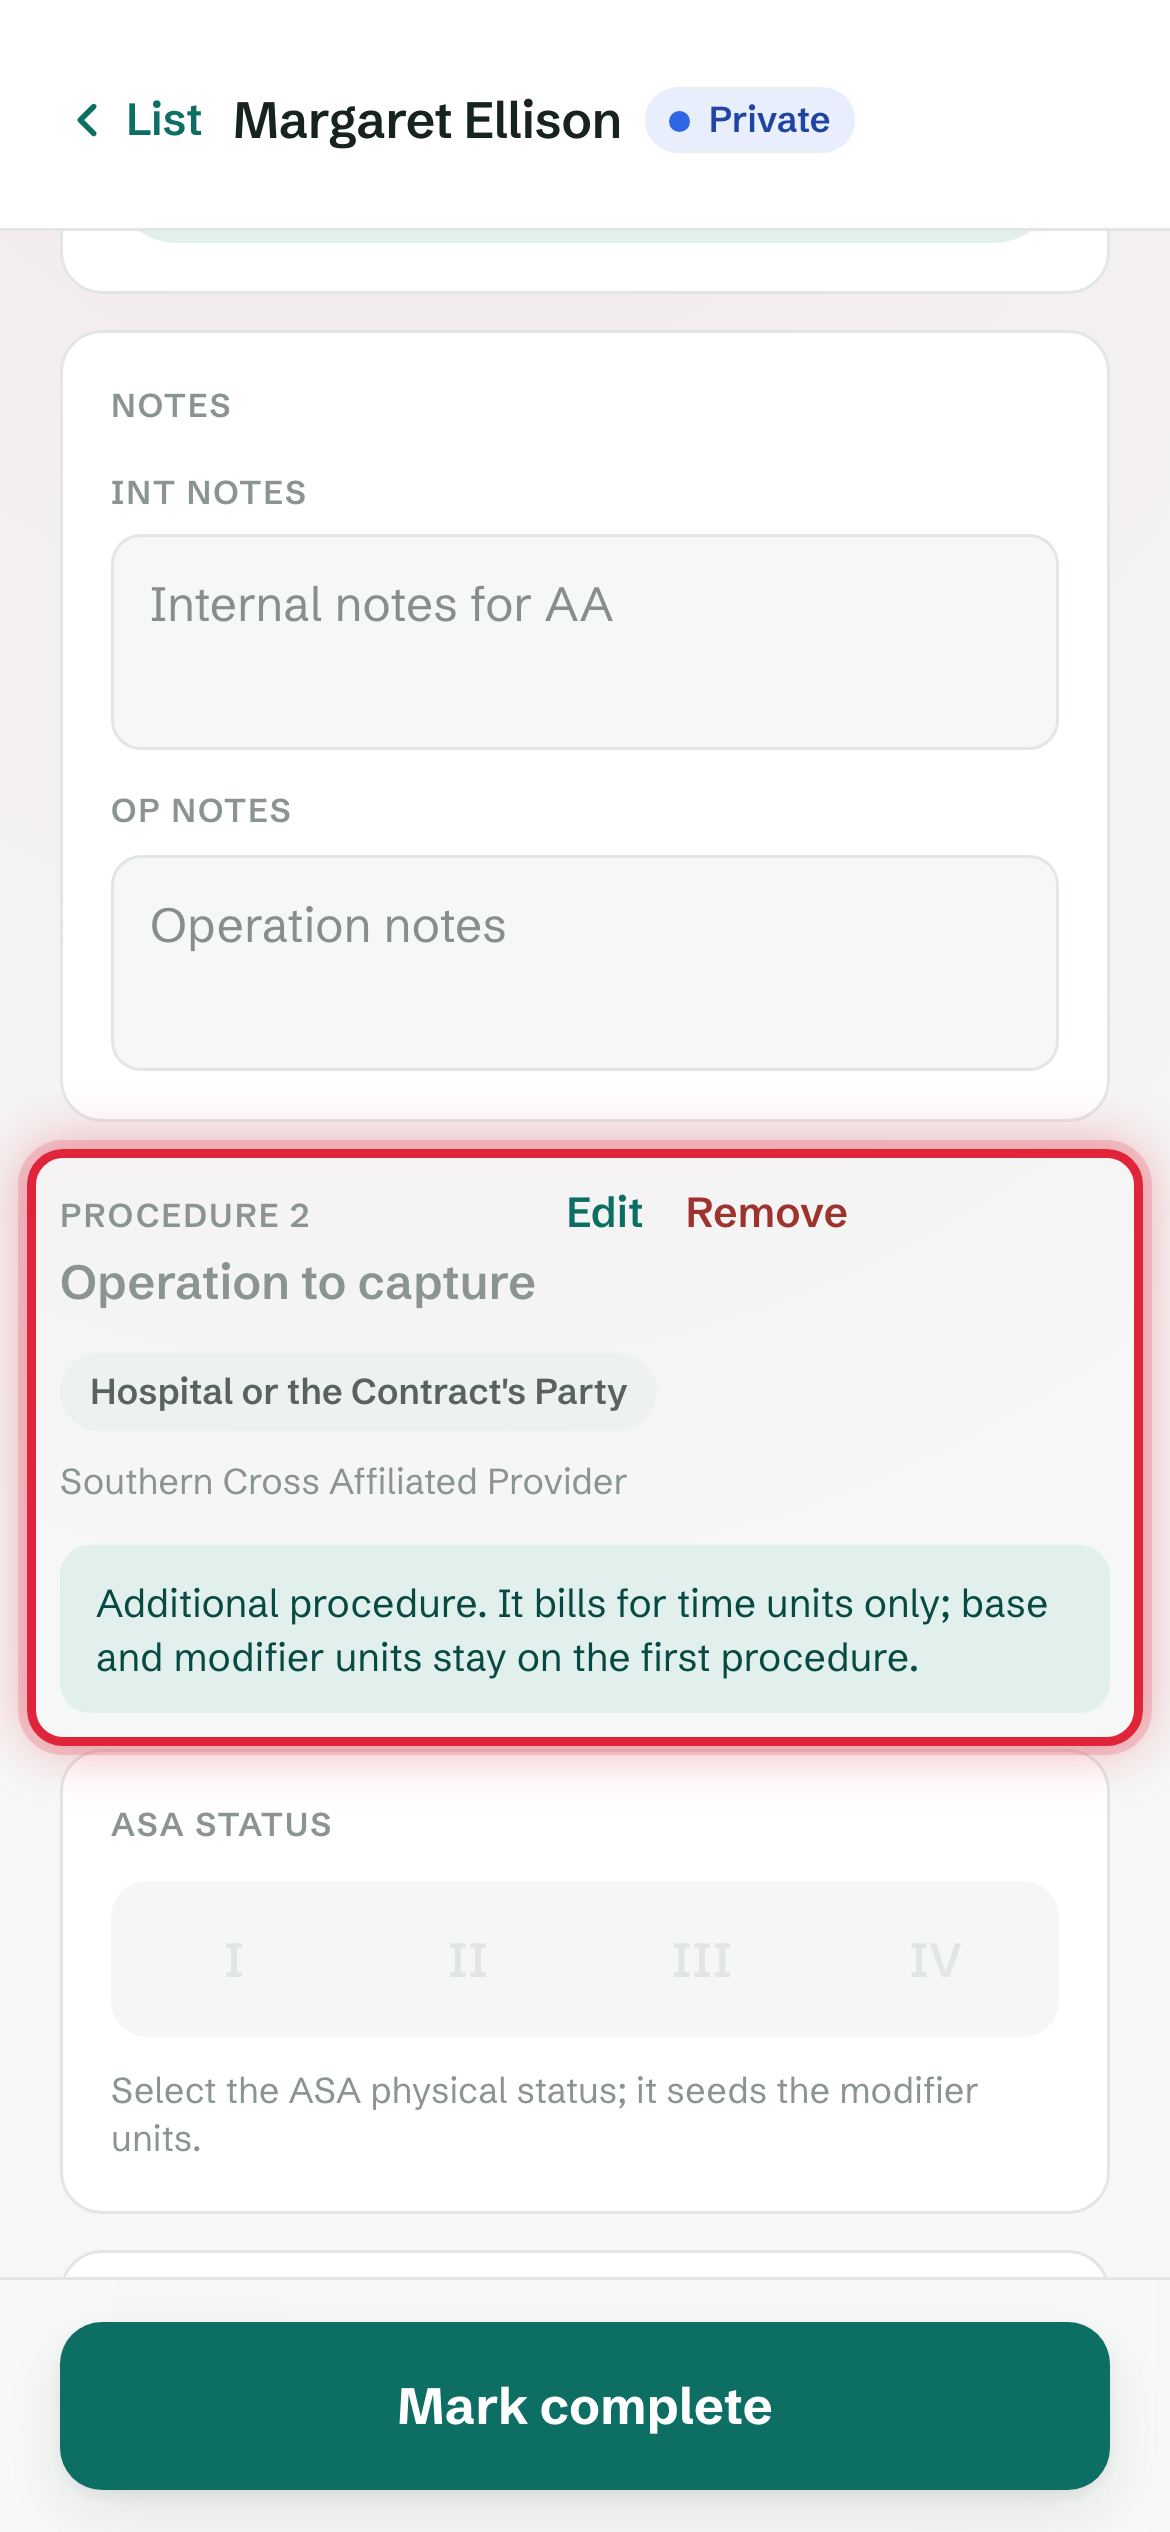 List Margaret Ellison Private
NOTES
INT NOTES
Internal notes for AA
OP NOTES
Operation notes
PROCEDURE 2 Edit Remove
Operation to capture
Hospital or the Contract's Party
Southern Cross Affiliated Provider
Additional procedure. It bills for time units only; base
and modifier units stay on the first procedure.
ASA STATUS
I II III IV
Select the ASA physical status; it seeds the modifier
units.
Mark complete